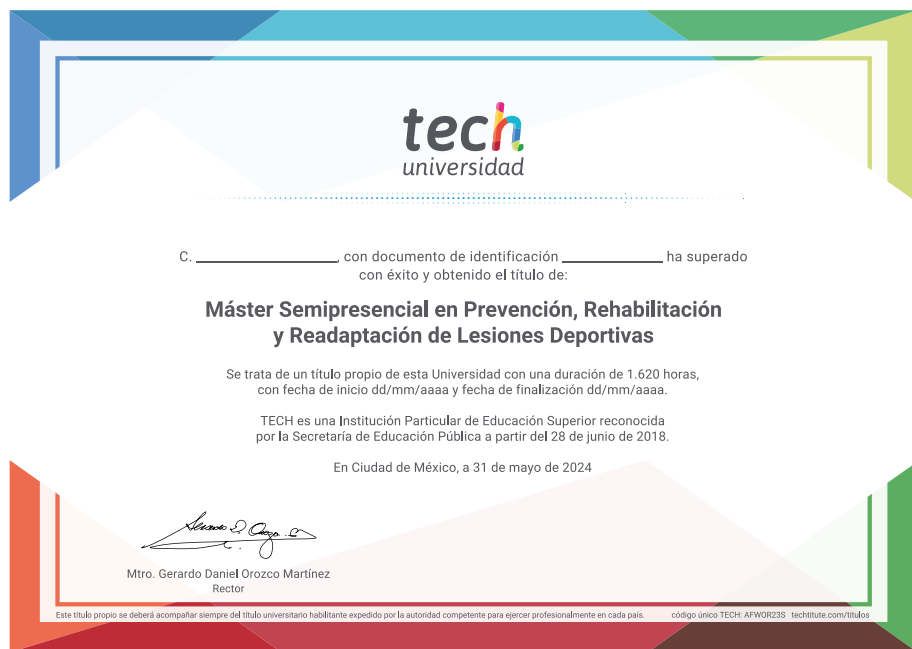 tech
universidad
C. ____________________, con documento de identificación ______________ ha superado
con éxito y obtenido el título de:
Máster Semipresencial en Prevención, Rehabilitación
y Readaptación de Lesiones Deportivas
Se trata de un título propio de esta Universidad con una duración de 1.620 horas,
con fecha de inicio dd/mm/aaaa y fecha de finalización dd/mm/aaaa.
TECH es una Institución Particular de Educación Superior reconocida
por la Secretaría de Educación Pública a partir del 28 de junio de 2018.
En Ciudad de México, a 31 de mayo de 2024
Mtro. Gerardo Daniel Orozco Martínez
Rector
Este título propio se deberá acompañar siempre del título universitario habilitante expedido por la autoridad competente para ejercer profesionalmente en cada país. código único TECH: AFWOR23S techtitute.com/titulos